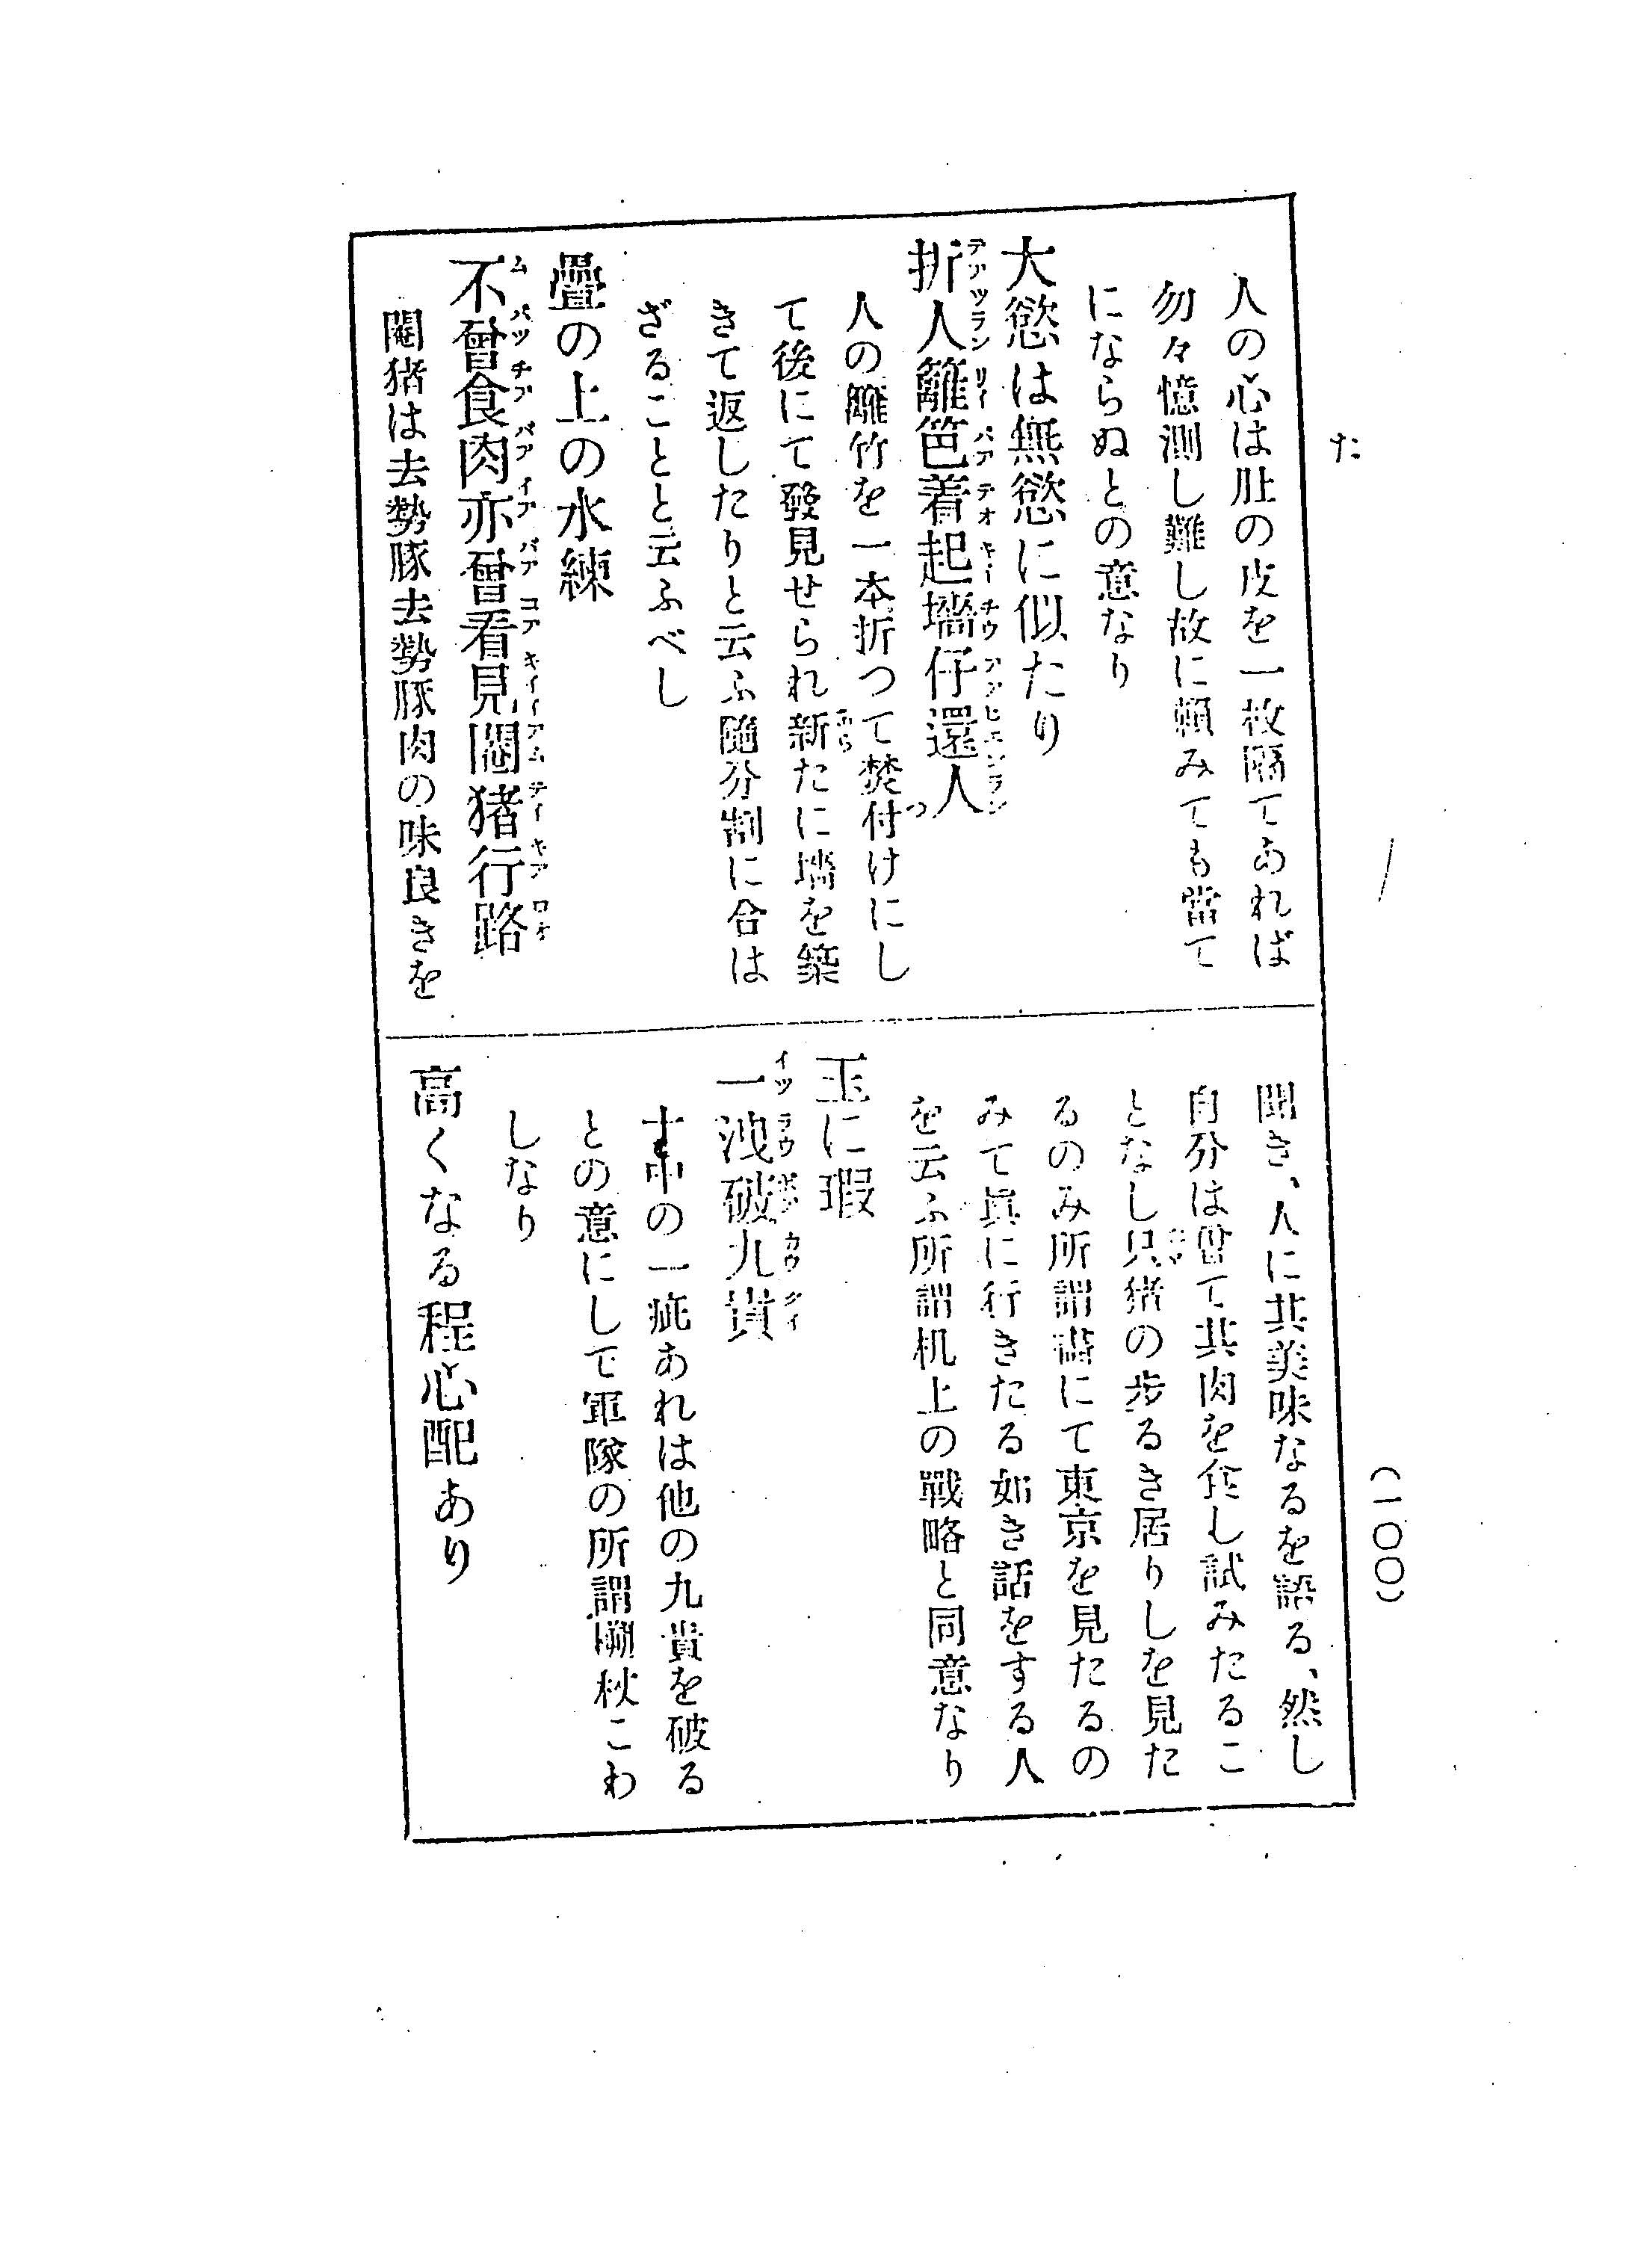 た
人の心は肚の皮を一枚隔てあれば
勿々憶測し難し故に頼みても當て
にならぬとの意なり
大慾は無慾に似たり
折人籬笆着起墻仔還人
人の籬竹を一本折つて焚付けにし
て後にて發見せられ新たに墻を築
きて返したりと云ふ隨分割に合は
ざることと云ふべし
疊の上の水練
不曾食肉亦曾看見閹猪行路
閹猪は去勢豚去勢豚肉の味良きを
(一〇〇)
聞き、人に其美味なるを語る、然し
自分は曾て其肉を食し試みたるこ
となし只猪の步るき居りしを見た
るのみ所謂 にて東京を見たるの
みて眞に行きたる如き話をする人
を云ふ所謂机上の戰略と同意なり
玉に瑕
一洩破九貴
十中の一疵あれは他の九貴を破る
との意にして軍隊の所謂 秋こわ
しなり
高くなる程心配あり